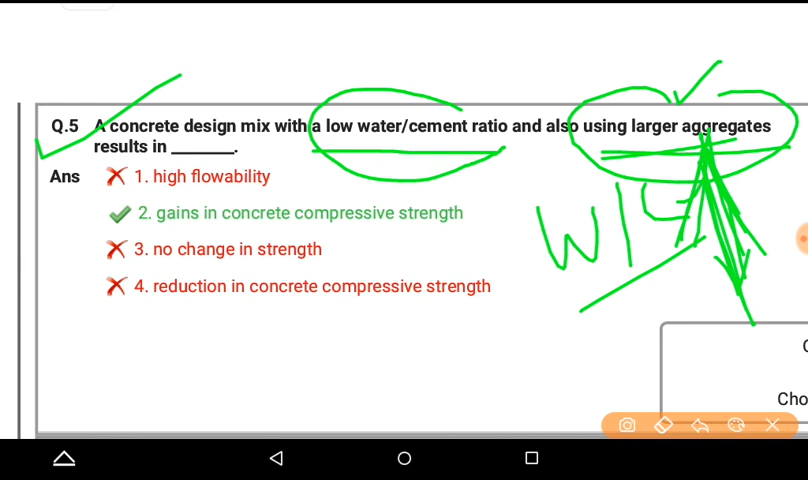 Q.5 A concrete design mix with a low water/cement ratio and also using larger aggregates
results in _______.
Ans 1. high flowability
2. gains in concrete compressive strength
3. no change in strength
4. reduction in concrete compressive strength
W/C
Cho